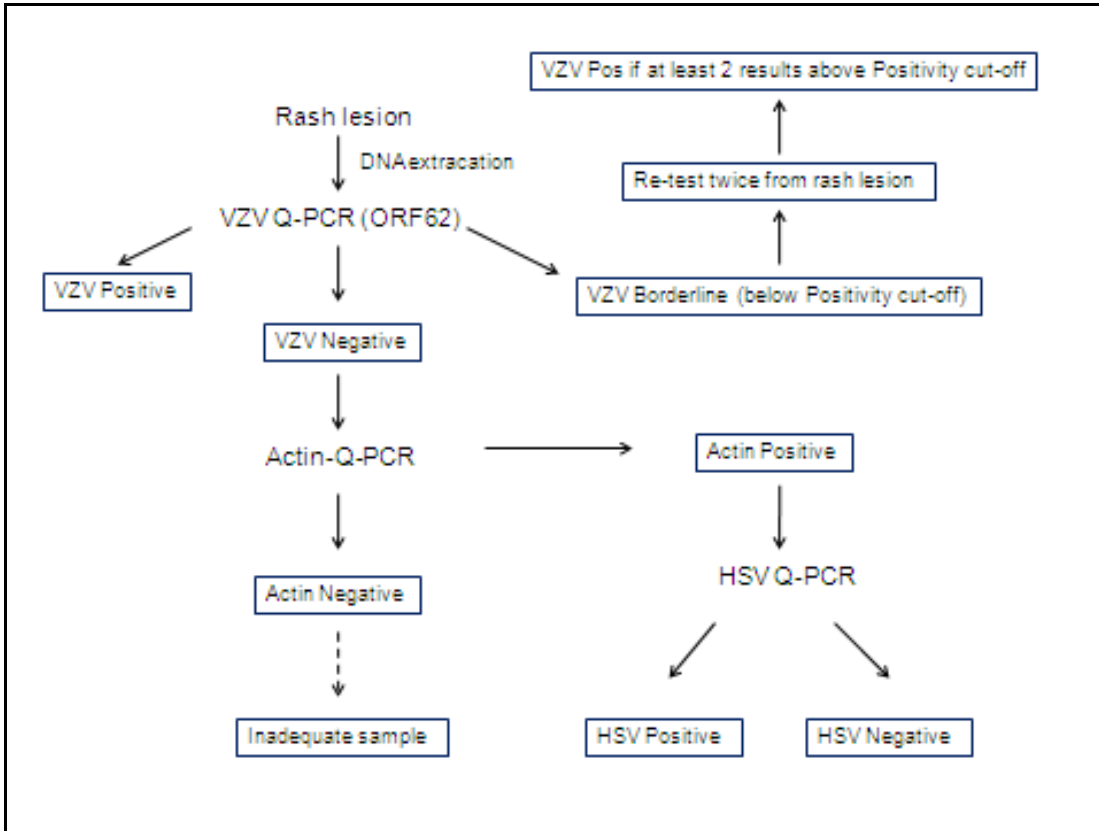 VZV Pos if at least 2 results above Positivity cut-off
Rash lesion
DNA extracation
Re-test twice from rash lesion
VZV Q-PCR (ORF62)
VZV Positive
VZV Borderline (below Positivity cut-off)
VZV Negative
Actin-Q-PCR
Actin Positive
Actin Negative
HSV Q-PCR
Inadequate sample
HSV Positive
HSV Negative